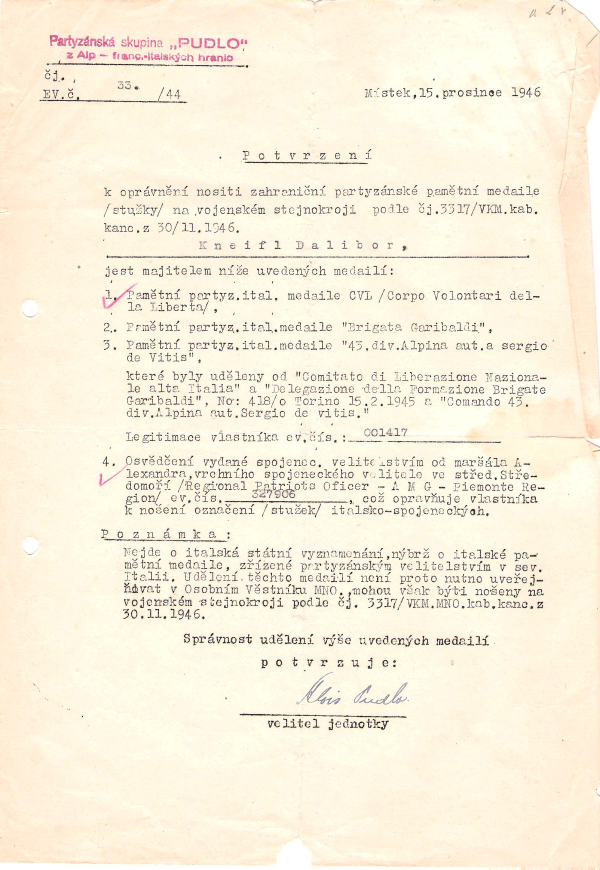 Partyzánská skupina „PUDLO"
z Alp – franc.-italských hranic
čj.
EV.č. 33. /44
Místek,15.prosince 1946
Potvrzení
k oprávnění nositi zahraniční partyzánské pamětní medaile
/stužky/ na vojenském stejnokroji podle čj.3317/VKM.kab.
kanc.z 30/11.1946.
Kneifl Dalibor,
jest majitelem níže uvedených medailí:
1. Pamětní partyz.ital. medaile CVL /Corpo Volontari del-
la Liberta/,
2. Pamětní partyz.ital.medaile "Brigata Garibaldi",
3. Pamětní partyz.ital.medaile "43.div.Alpina aut.a sergio
de Vitis",
které byly uděleny od "Comitato di Liberazione Naziona-
le alta Italia" a "Delegazione della Formazione Brigate
Garibaldi", No: 418/o Torino 15.2.1945 a "Comando 43.
div.Alpina aut.Sergio de vitis."
Legitimace vlastníka ev.čís.: 001417
4. Osvědčení vydané spojenec. velitelstvím od maršála A-
lexandra,vrchního spojeneckého velitele ve střed.Stře-
domoří /Regional Patriots Oficer – A M G – Piemonte Re-
gion/ ev.čís. 327906 , což opravňuje vlastníka
k nošení označení /stužek/ italsko-spojeneckých.
Poznámka:
Nejde o italská státní vyznamenání,nýbrž o italské pa-
mětní medaile, zřízené partyzánským velitelstvím v sev.
Italii. Udělení těchto medailí není proto nutno uveřej-
ňovat v Osobním Věstníku MNO.,mohou však býti nošeny na
vojenském stejnokroji podle čj. 3317/VKM.MNO.kab.kanc.z
30.11.1946.
Správnost udělení výše uvedených medailí
potvrzuje:
Alois Pudlo.
velitel jednotky